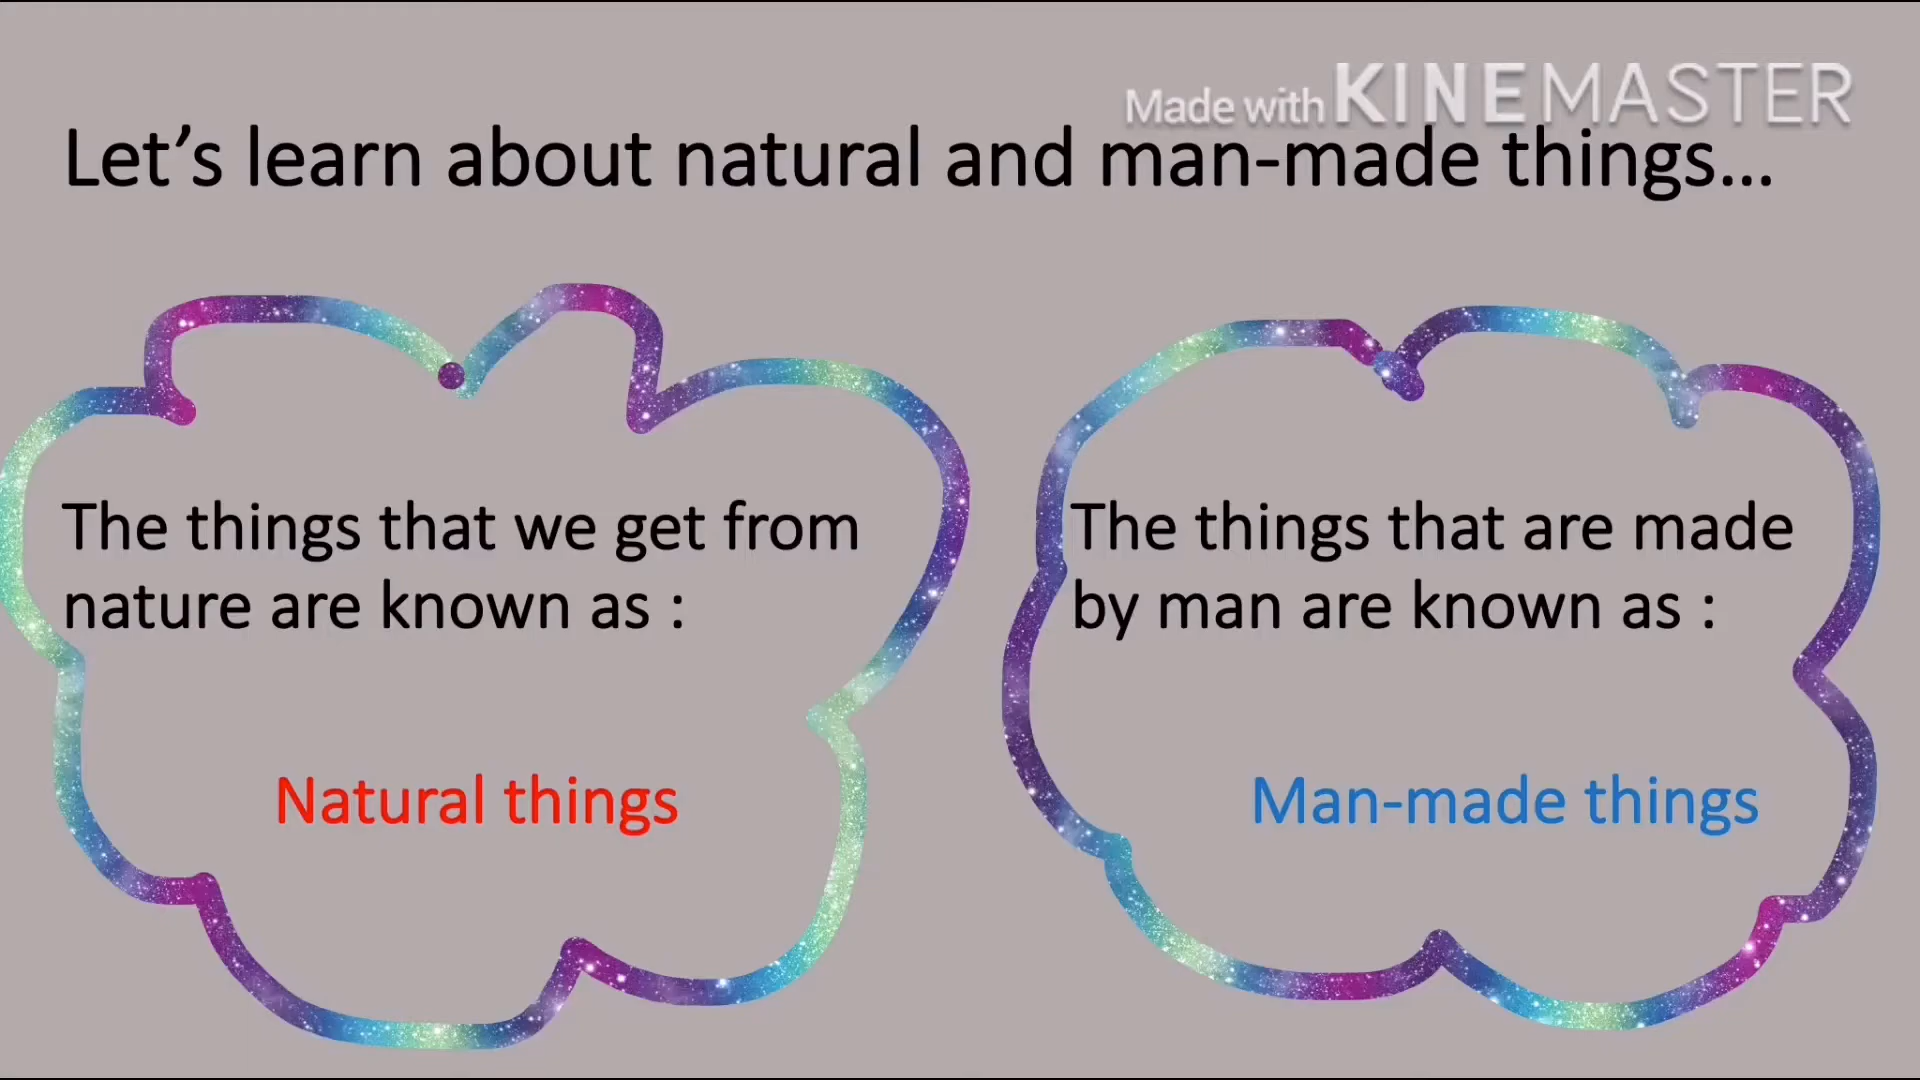 Made with KINEMASTER
Let’s learn about natural and man-made things...
The things that we get from
nature are known as :
Natural things
The things that are made
by man are known as :
Man-made things